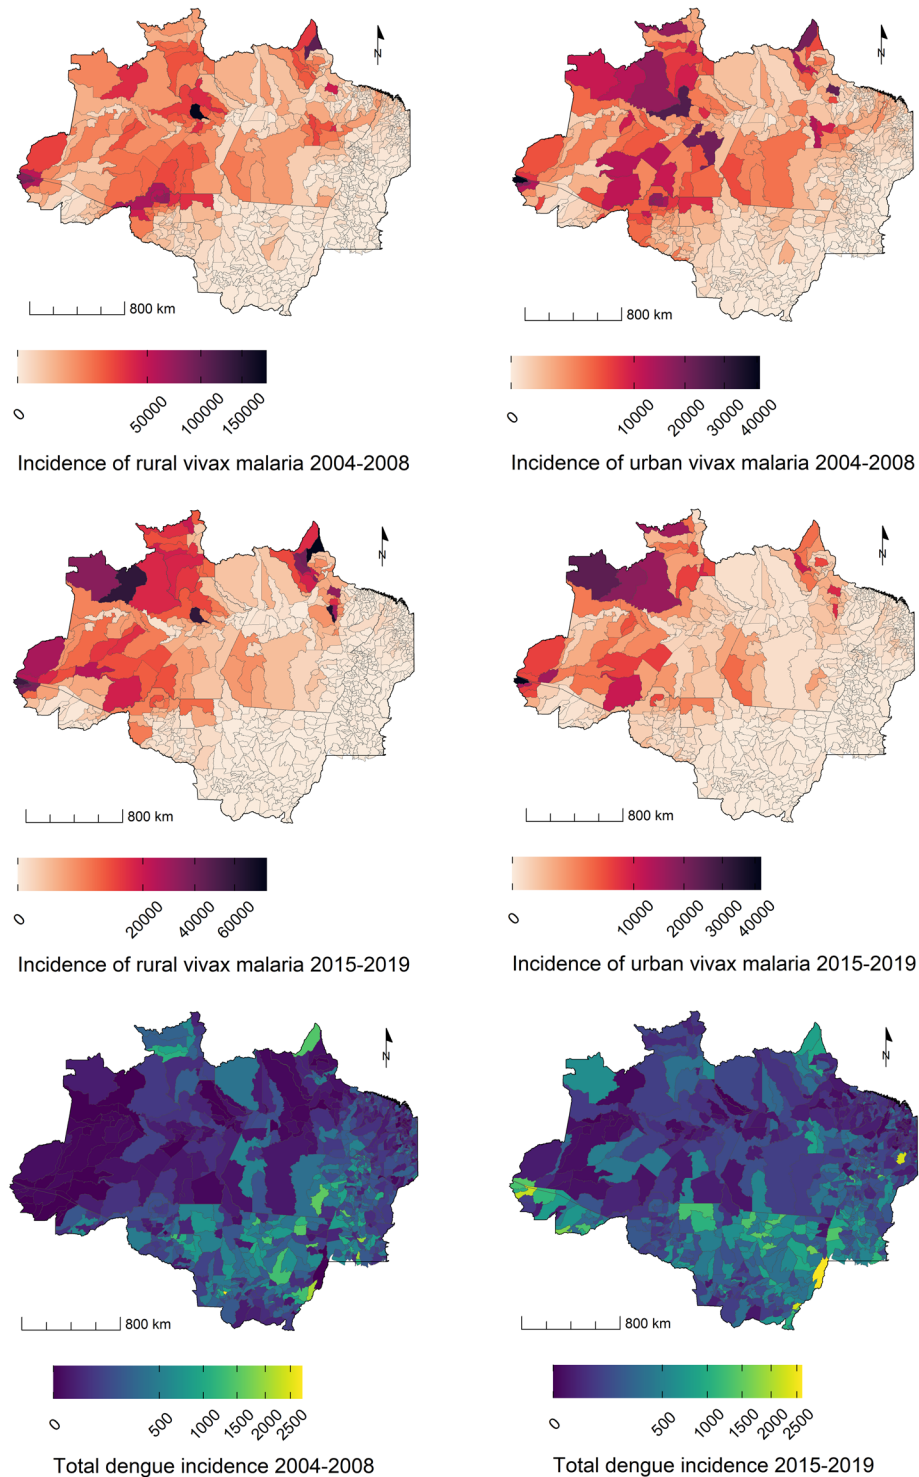 N
N
800 km
800 km
0
50000
100000
150000
0
10000
20000
30000
40000
Incidence of rural vivax malaria 2004-2008
Incidence of urban vivax malaria 2004-2008
N
N
800 km
800 km
0
20000
40000
60000
0
10000
20000
30000
40000
Incidence of rural vivax malaria 2015-2019
Incidence of urban vivax malaria 2015-2019
N
N
800 km
800 km
0
500
1000
1500
2000
2500
0
500
1000
1500
2000
2500
Total dengue incidence 2004-2008
Total dengue incidence 2015-2019